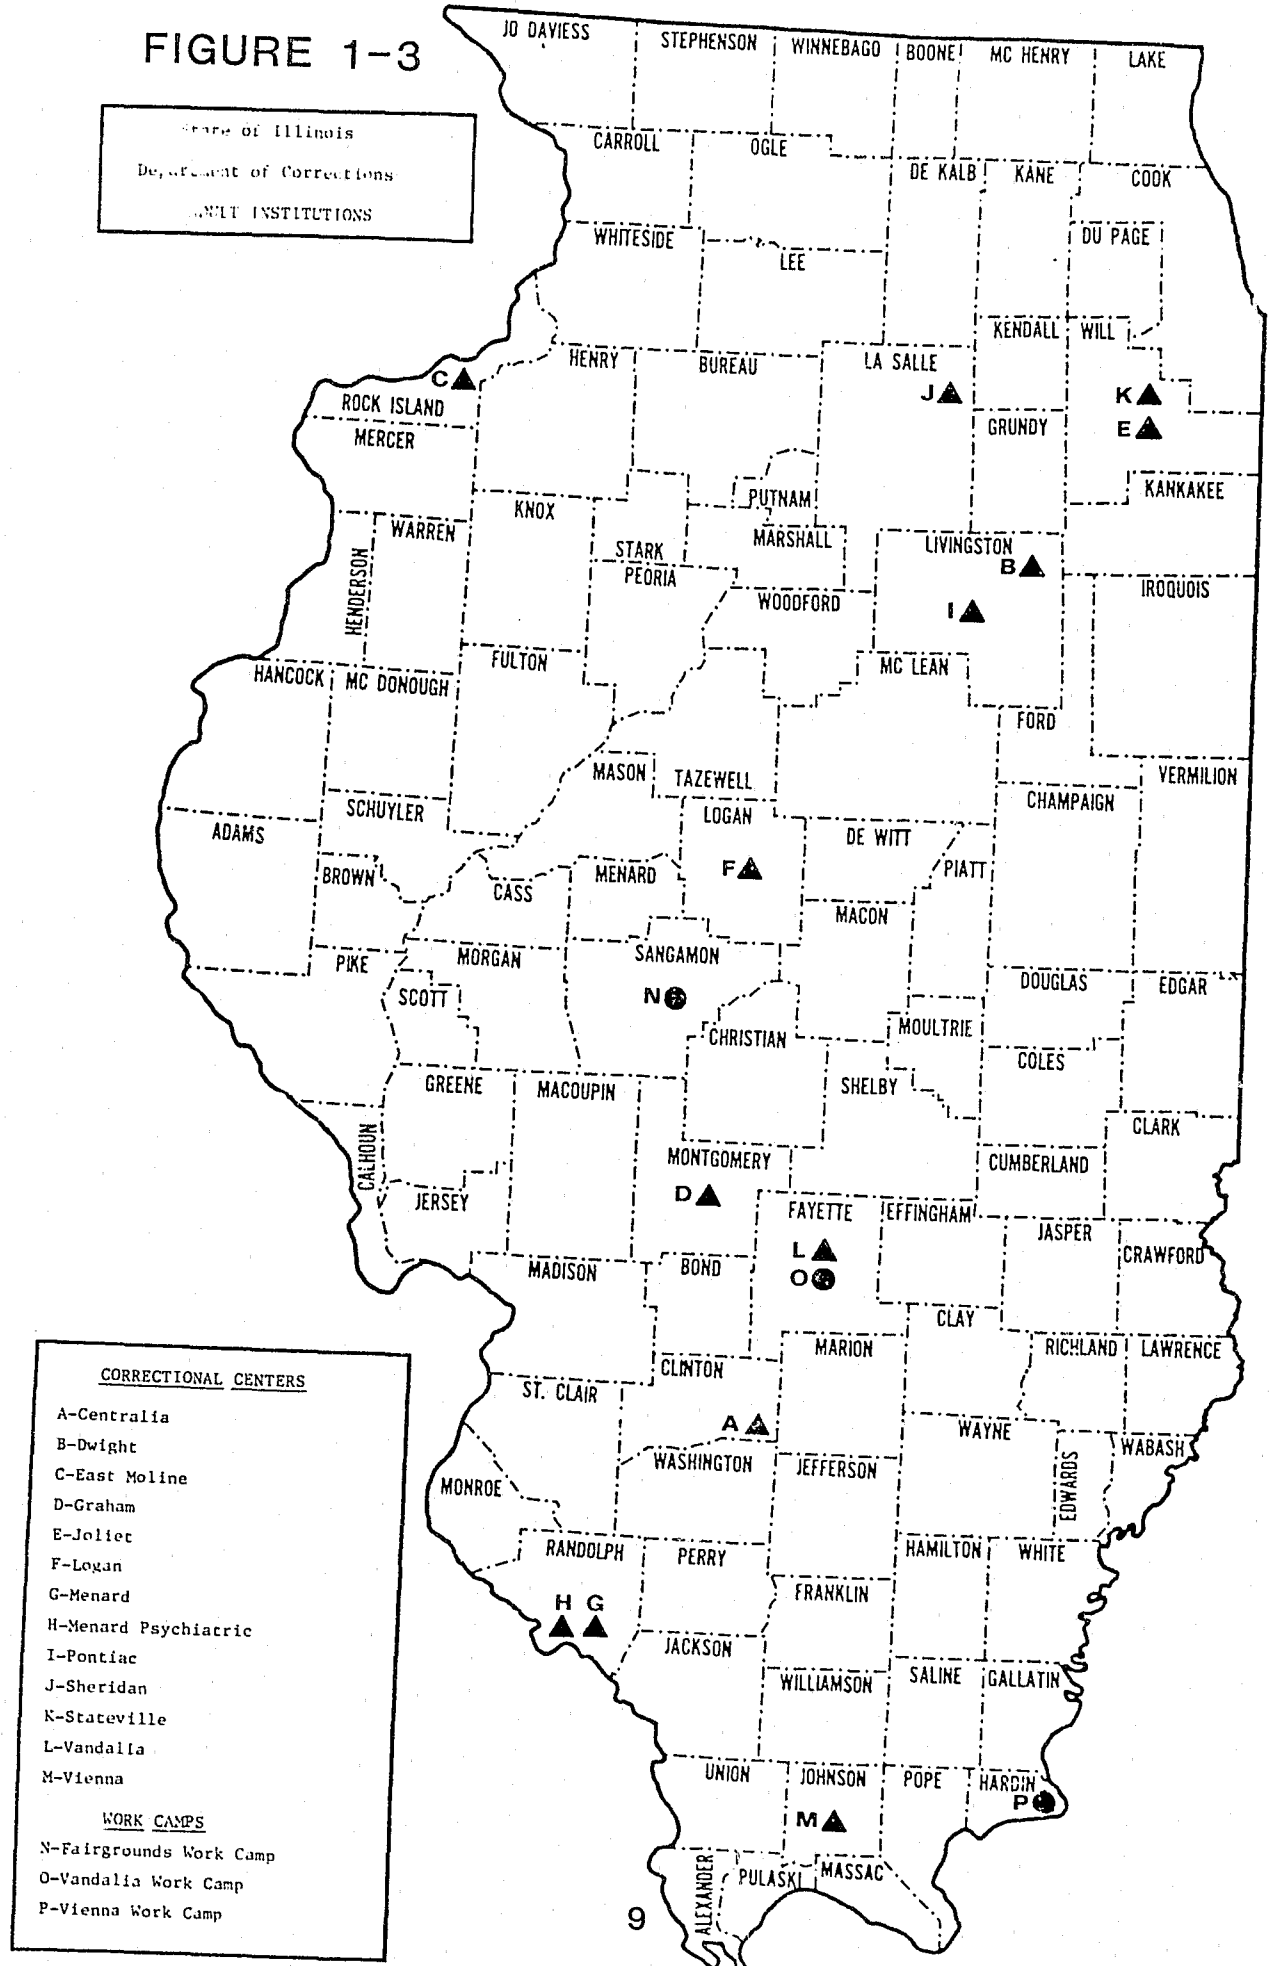 FIGURE 1-3
State of Illinois
Department of Corrections
ADULT INSTITUTIONS
JO DAVIESS
STEPHENSON
WINNEBAGO
BOONE
MC HENRY
LAKE
CARROLL
OGLE
DE KALB
KANE
COOK
WHITESIDE
LEE
DU PAGE
KENDALL
WILL
HENRY
BUREAU
LA SALLE
C
J
K
ROCK ISLAND
MERCER
GRUNDY
E
PUTNAM
KANKAKEE
KNOX
WARREN
STARK
MARSHALL
LIVINGSTON
HENDERSON
PEORIA
B
WOODFORD
IROQUOIS
I
FULTON
HANCOCK
MC DONOUGH
MC LEAN
FORD
MASON
TAZEWELL
VERMILION
SCHUYLER
LOGAN
CHAMPAIGN
ADAMS
DE WITT
BROWN
CASS
MENARD
F
PIATT
MACON
PIKE
MORGAN
SANGAMON
SCOTT
N
DOUGLAS
EDGAR
CHRISTIAN
MOULTRIE
COLES
GREENE
MACOUPIN
SHELBY
CALHOUN
CLARK
MONTGOMERY
CUMBERLAND
JERSEY
D
FAYETTE
EFFINGHAM
JASPER
L
CRAWFORD
MADISON
BOND
O
CLAY
MARION
RICHLAND
LAWRENCE
CLINTON
ST. CLAIR
A
WAYNE
WABASH
WASHINGTON
JEFFERSON
EDWARDS
MONROE
RANDOLPH
PERRY
HAMILTON
WHITE
FRANKLIN
H G
JACKSON
WILLIAMSON
SALINE
GALLATIN
UNION
JOHNSON
POPE
HARDIN
P
M
ALEXANDER
PULASKI
MASSAC
CORRECTIONAL CENTERS
A-Centralia
B-Dwight
C-East Moline
D-Graham
E-Joliet
F-Logan
G-Menard
H-Menard Psychiatric
I-Pontiac
J-Sheridan
K-Stateville
L-Vandalia
M-Vienna
WORK CAMPS
N-Fairgrounds Work Camp
O-Vandalia Work Camp
P-Vienna Work Camp
9